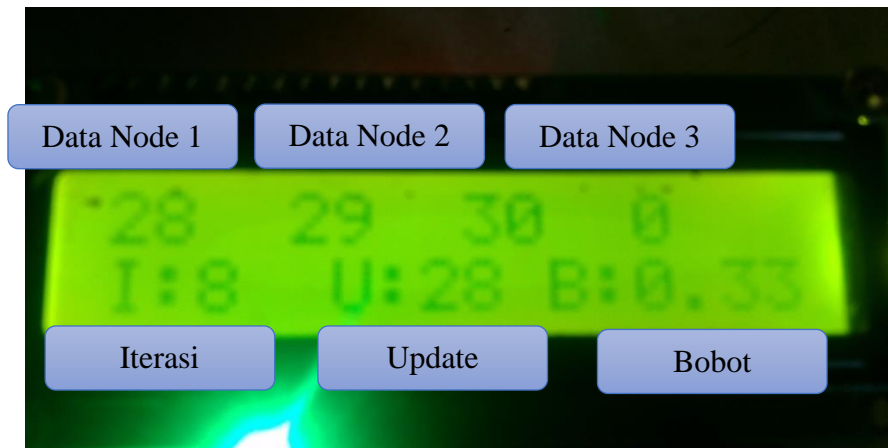 Data Node 1 Data Node 2 Data Node 3
28 29 30 0
I:8 U:28 B:0.33
Iterasi Update Bobot